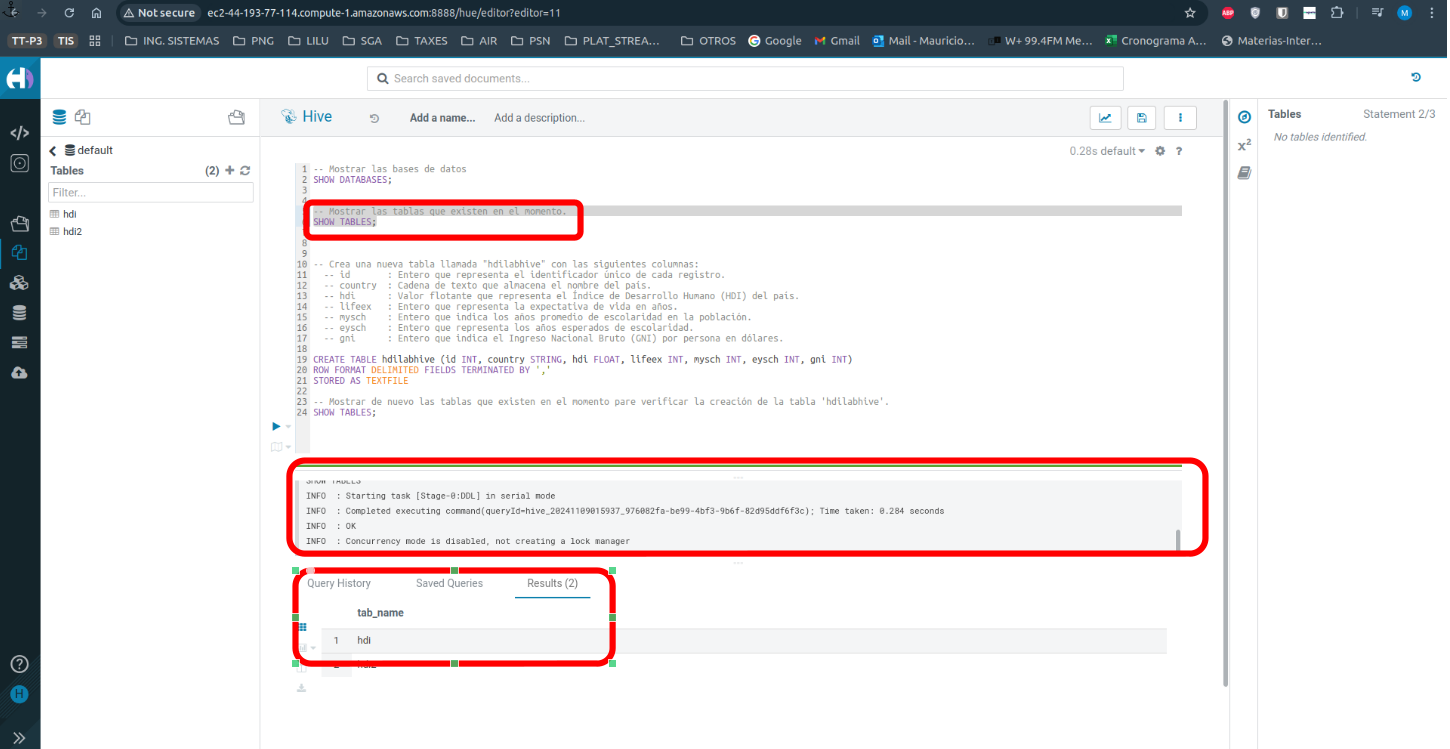 Not secure
ec2-44-193-77-114.compute-1.amazonaws.com:8888/hue/editor?editor=11
ABP
M
TT-P3
TIS
ING. SISTEMAS
PNG
LILU
SGA
TAXES
AIR
PSN
PLAT_STREA...
OTROS
Google
Gmail
Mail - Mauricio...
W+ 99.4FM Me...
Cronograma A...
Materias-Inter...
Search saved documents...
default
Tables (2)
Filter...
hdi
hdi2
H
Hive
Add a name...
Add a description...
0.28s default ?
1 -- Mostrar las bases de datos
2 SHOW DATABASES;
3
4
-- Mostrar las tablas que existen en el momento.
SHOW TABLES;
8
9
10 -- Crea una nueva tabla llamada "hdilabhive" con las siguientes columnas:
11 -- id : Entero que representa el identificador único de cada registro.
12 -- country : Cadena de texto que almacena el nombre del país.
13 -- hdi : Valor flotante que representa el Índice de Desarrollo Humano (HDI) del país.
14 -- lifeex : Entero que representa la expectativa de vida en años.
15 -- mysch : Entero que indica los años promedio de escolaridad en la población.
16 -- eysch : Entero que representa los años esperados de escolaridad.
17 -- gni : Entero que indica el Ingreso Nacional Bruto (GNI) por persona en dólares.
18
19 CREATE TABLE hdilabhive (id INT, country STRING, hdi FLOAT, lifeex INT, mysch INT, eysch INT, gni INT)
20 ROW FORMAT DELIMITED FIELDS TERMINATED BY ','
21 STORED AS TEXTFILE
22
23 -- Mostrar de nuevo las tablas que existen en el momento pare verificar la creación de la tabla 'hdilabhive'.
24 SHOW TABLES;
SHOW TABLES
INFO : Starting task [Stage-0:DDL] in serial mode
INFO : Completed executing command(queryId=hive_20241109015937_976082fa-be99-4bf3-9b6f-82d95ddf6f3c); Time taken: 0.284 seconds
INFO : OK
INFO : Concurrency mode is disabled, not creating a lock manager
Query History
Saved Queries
Results (2)
tab_name
1 hdi
2 hdi2
Tables
Statement 2/3
No tables identified.
x²